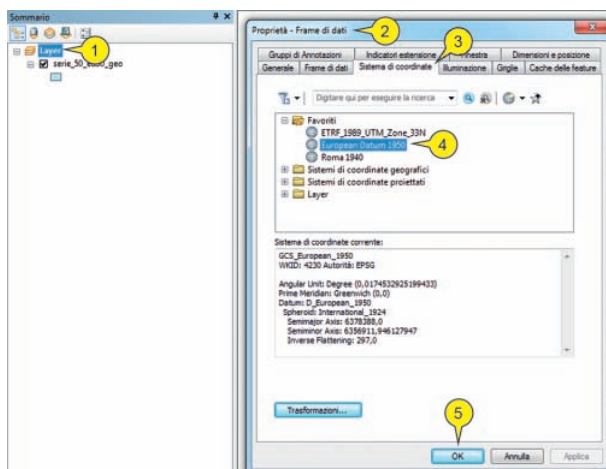 Sommario
Layer
1
serie_50_ed50_geo
Proprietà - Frame di dati
2
3
Gruppi di Annotazioni
Indicatori estensione
Finestra
Dimensioni e posizione
Generale
Frame di dati
Sistema di coordinate
Illuminazione
Griglie
Cache delle feature
Digitare qui per eseguire la ricerca
Favoriti
ETRF_1989_UTM_Zone_33N
European Datum 1950
4
Roma 1940
Sistemi di coordinate geografici
Sistemi di coordinate proiettati
Layer
Sistema di coordinate corrente:
GCS_European_1950
WKID: 4230 Autorità: EPSG
Angular Unit: Degree (0,0174532925199433)
Prime Meridian: Greenwich (0,0)
Datum: D_European_1950
Spheroid: International_1924
Semimajor Axis: 6378388,0
Semiminor Axis: 6356911,946127947
Inverse Flattening: 297,0
Trasformazioni...
5
OK
Annulla
Applica